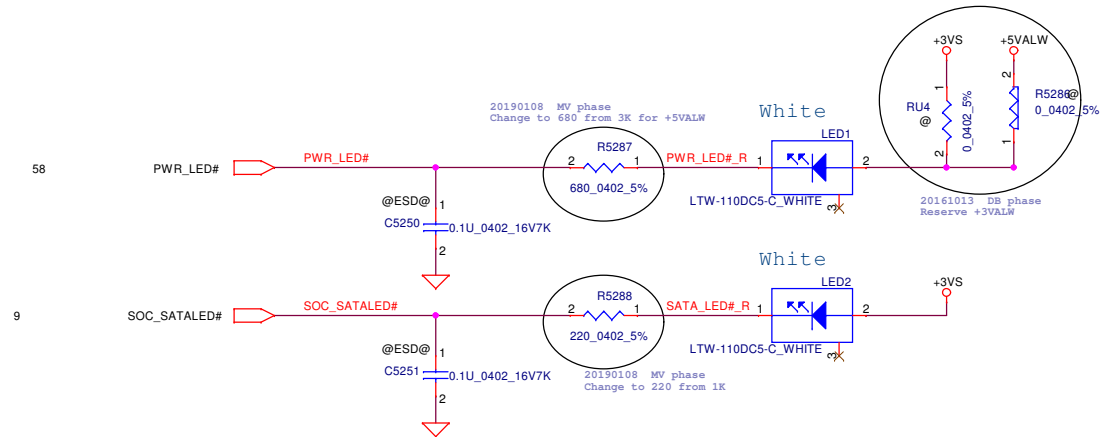 +3VS
+5VALW
1
2
RU4
@
0_0402_5%
2
1
R5286@
0_0402_5%
20190108 MV phase
Change to 680 from 3K for +5VALW
White
LED1
58
PWR_LED#
PWR_LED#
2
R5287
1
680_0402_5%
PWR_LED#_R
1
2
LTW-110DC5-C_WHITE
3
20161013 DB phase
Reserve +3VALW
@ESD@
1
C5250
0.1U_0402_16V7K
2
White
LED2
+3VS
9
SOC_SATALED#
SOC_SATALED#
2
R5288
1
220_0402_5%
SATA_LED#_R
1
2
LTW-110DC5-C_WHITE
3
@ESD@
1
C5251
0.1U_0402_16V7K
2
20190108 MV phase
Change to 220 from 1K